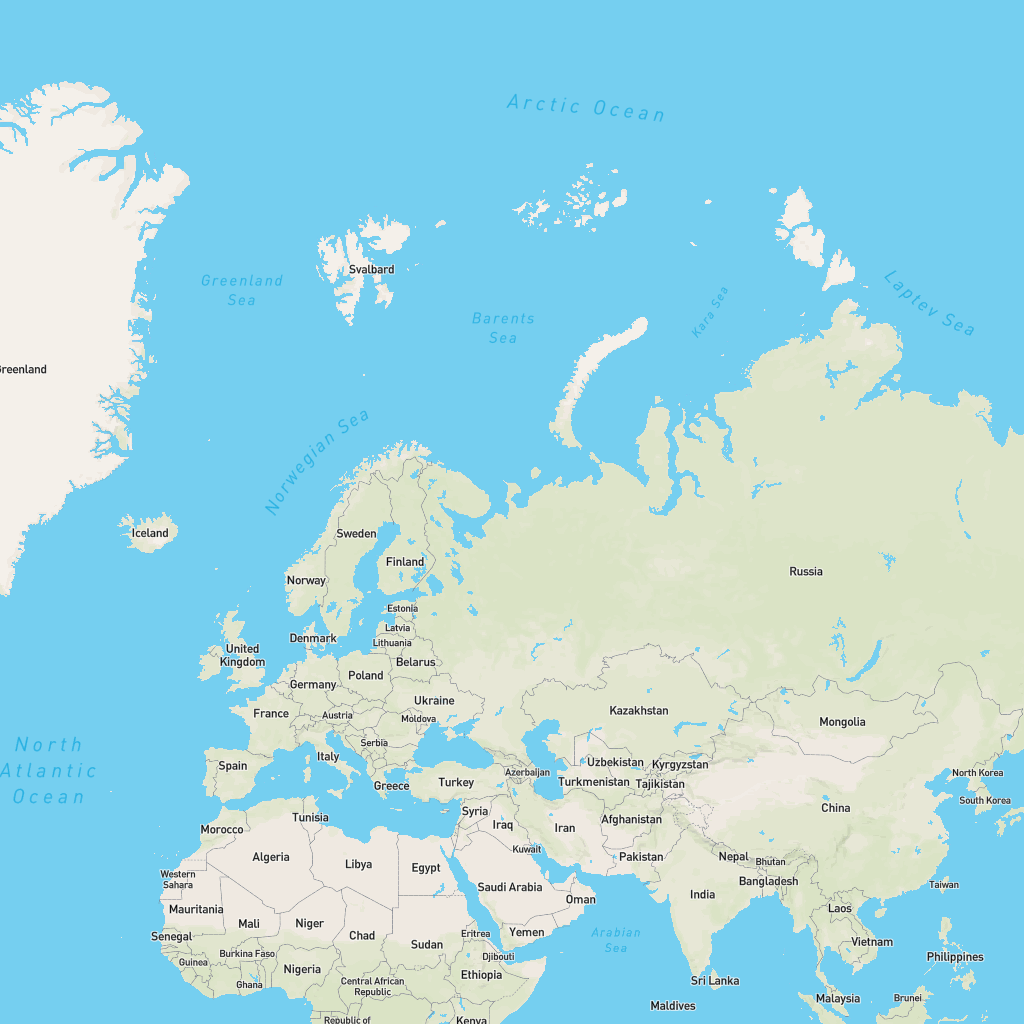 Arctic Ocean
Greenland
Sea
Svalbard
Barents
Sea
Kara Sea
Laptev Sea
Greenland
Norwegian Sea
Iceland
Sweden
Finland
Norway
Russia
Estonia
Latvia
Lithuania
Denmark
United
Kingdom
Belarus
Poland
Germany
Ukraine
France
Austria
Moldova
Kazakhstan
Mongolia
Serbia
Italy
North
Atlantic
Ocean
Spain
Greece
Turkey
Azerbaijan
Uzbekistan
Kyrgyzstan
Turkmenistan
Tajikistan
North Korea
South Korea
China
Tunisia
Morocco
Syria
Iraq
Iran
Afghanistan
Kuwait
Pakistan
Nepal
Bhutan
Bangladesh
Algeria
Libya
Egypt
Western
Sahara
Saudi Arabia
Oman
India
Taiwan
Mauritania
Mali
Niger
Chad
Laos
Senegal
Eritrea
Yemen
Arabian
Sea
Sudan
Vietnam
Burkina Faso
Guinea
Nigeria
Djibouti
Ethiopia
Philippines
Ghana
Central African
Republic
Sri Lanka
Maldives
Malaysia
Brunei
Republic of
Kenya